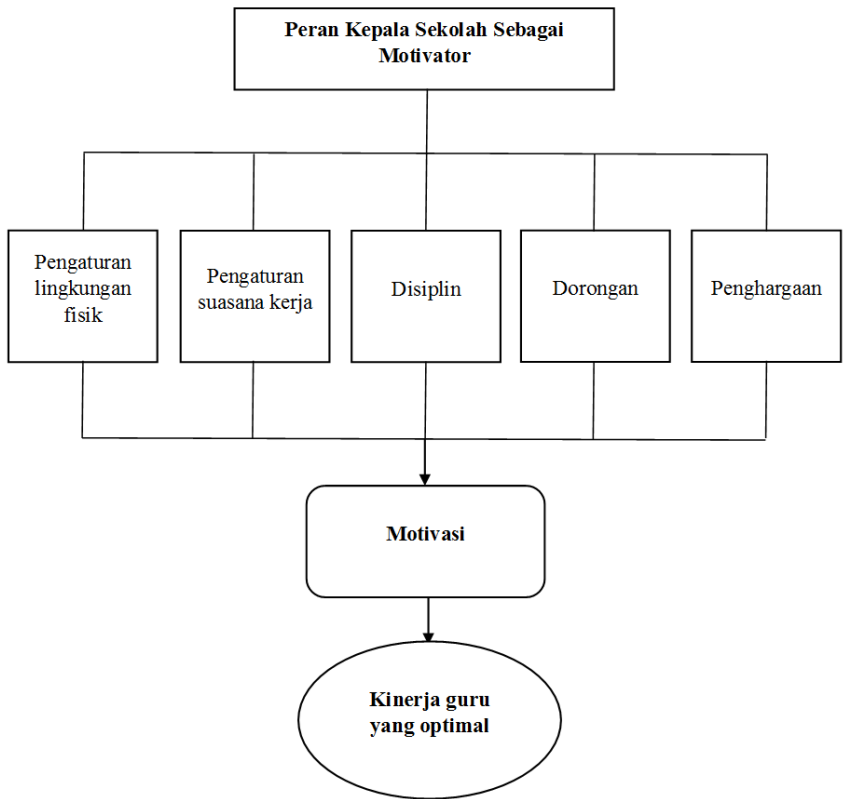 Peran Kepala Sekolah Sebagai
Motivator
Pengaturan
lingkungan
fisik
Pengaturan
suasana kerja
Disiplin
Dorongan
Penghargaan
Motivasi
Kinerja guru
yang optimal